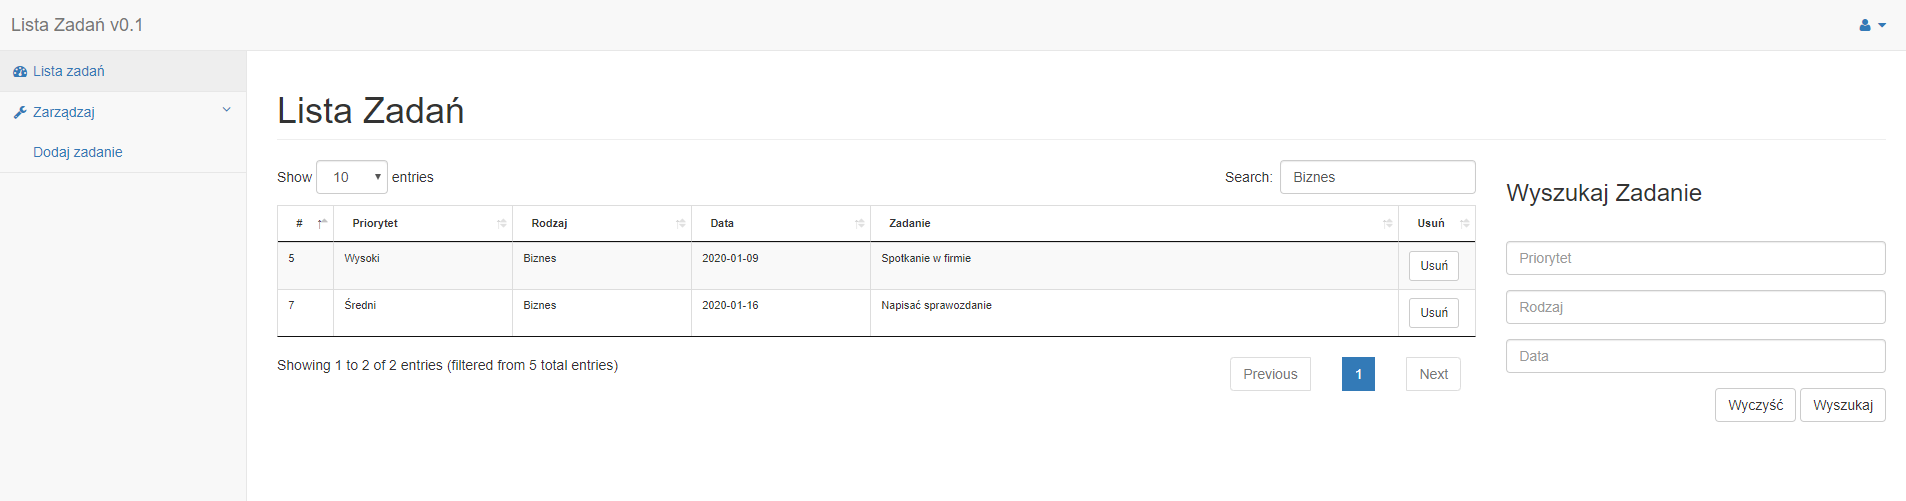 Lista Zadań v0.1
Lista zadań
Zarządzaj
Dodaj zadanie
Lista Zadań
Show 10 entries
Search: Biznes
# Priorytet Rodzaj Data Zadanie Usuń
5 Wysoki Biznes 2020-01-09 Spotkanie w firmie Usuń
7 Średni Biznes 2020-01-16 Napisać sprawozdanie Usuń
Showing 1 to 2 of 2 entries (filtered from 5 total entries)
Previous 1 Next
Wyszukaj Zadanie
Priorytet
Rodzaj
Data
Wyczyść Wyszukaj